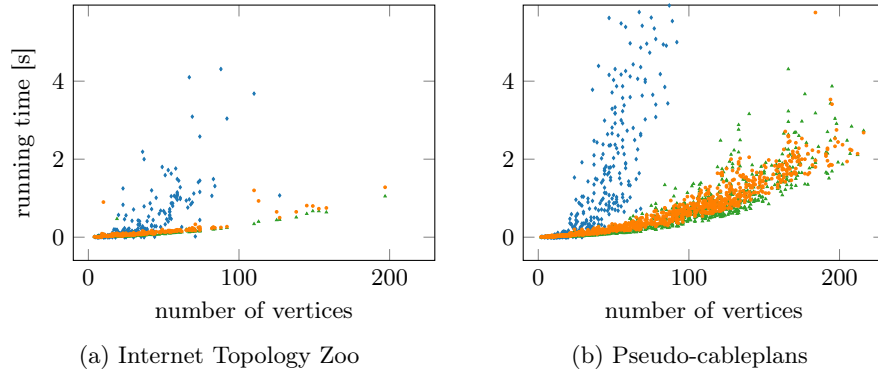 running time [s]
4
2
0
0
100
200
number of vertices
(a) Internet Topology Zoo
4
2
0
0
100
200
number of vertices
(b) Pseudo-cableplans